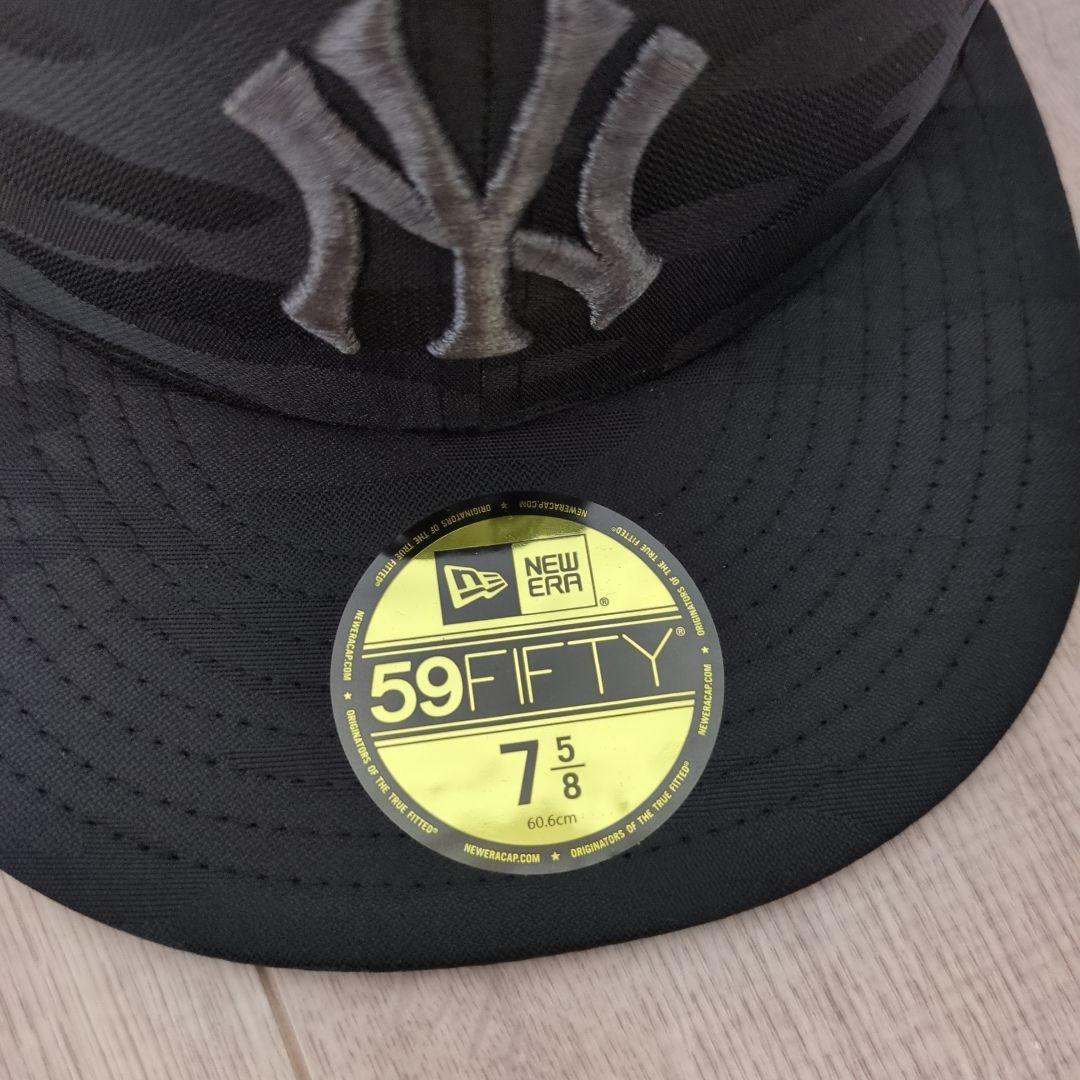 NY
NEW
ERA
®
59FIFTY®
7 5/8
60.6cm
NEWERACAP.COM ★ ORIGINATORS OF THE TRUE FITTED®
NEWERACAP.COM ★ ORIGINATORS OF THE TRUE FITTED®
NEWERACAP.COM ★ ORIGINATORS OF THE TRUE FITTED®
NEWERACAP.COM ★ ORIGINATORS OF THE TRUE FITTED®